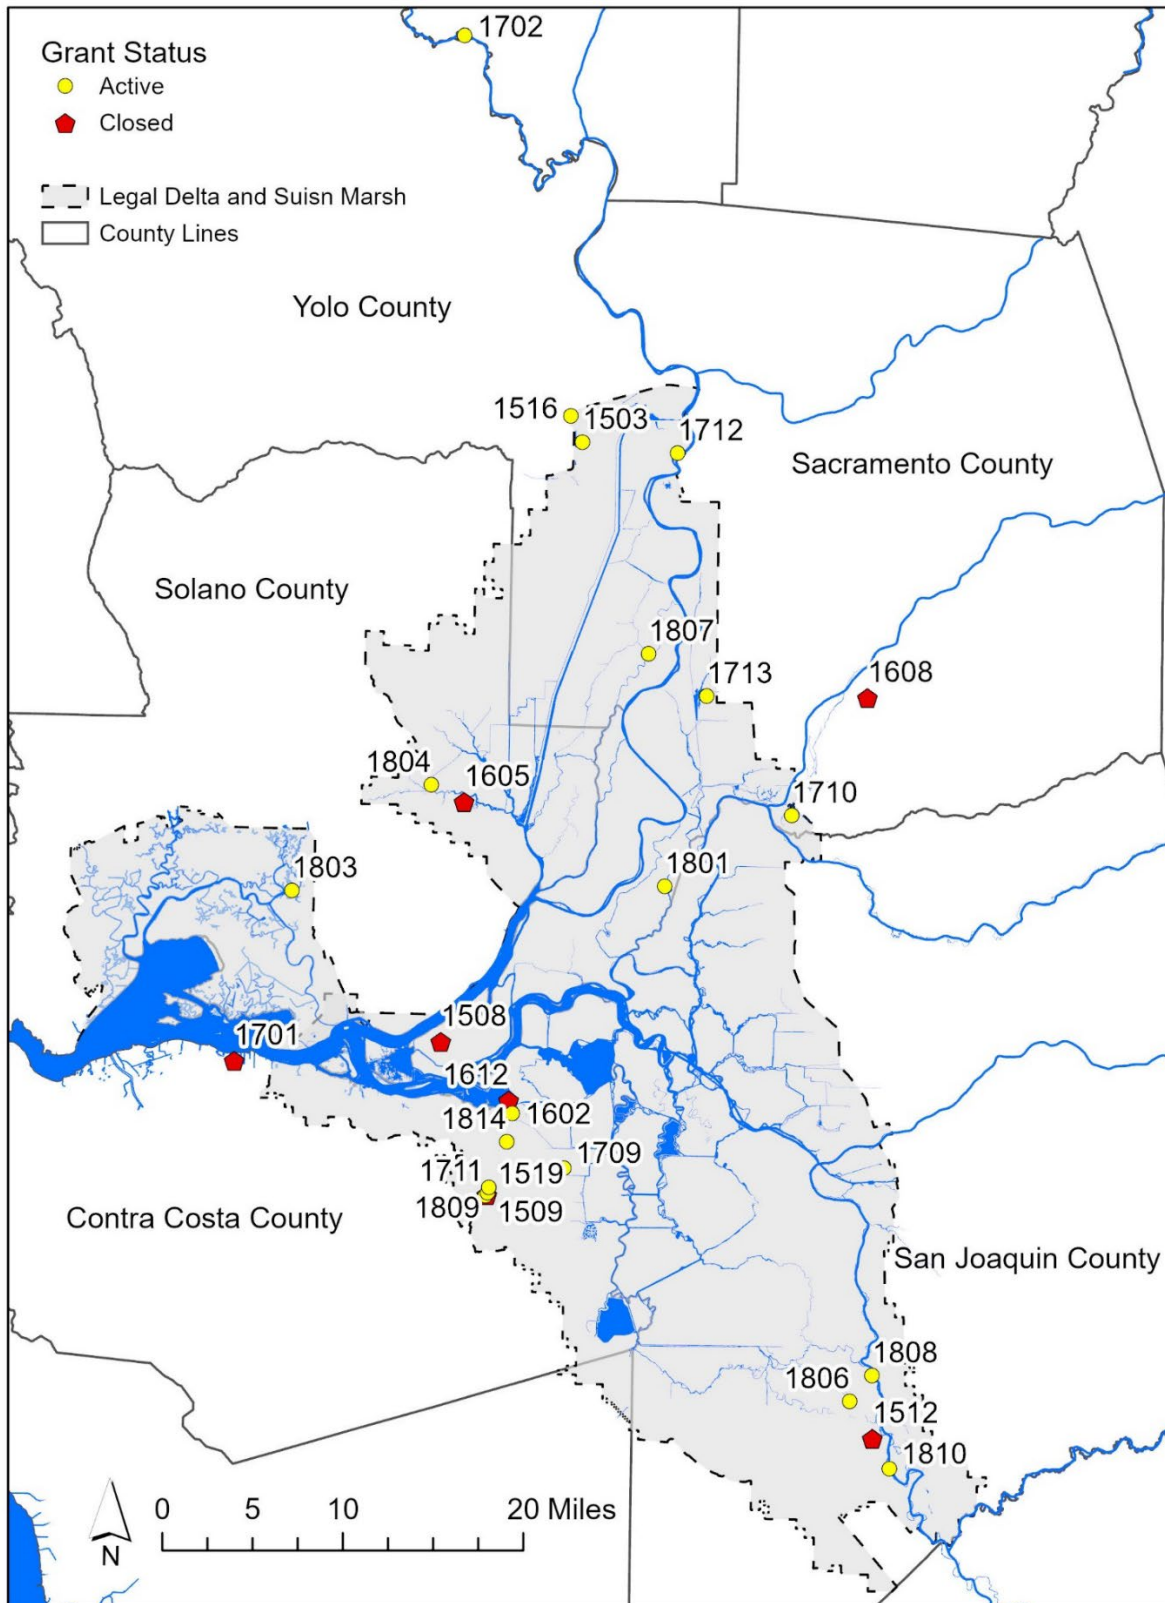 1702
Grant Status
Active
Closed
Legal Delta and Suisn Marsh
County Lines
Yolo County
1516
1503
1712
Sacramento County
Solano County
1807
1713
1608
1804
1605
1710
1803
1801
1508
1701
1612
1814
1602
1709
1711
1519
1809
1509
Contra Costa County
San Joaquin County
1808
1806
1512
1810
0 5 10 20 Miles
N